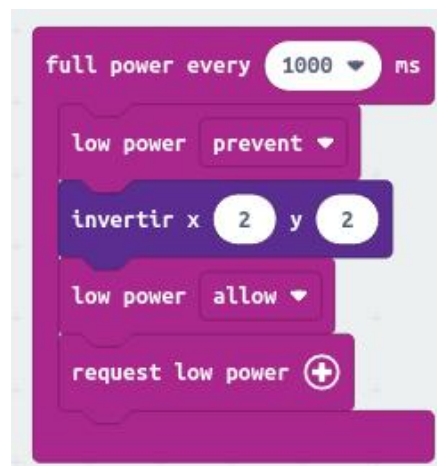 full power every 1000 ms
low power prevent
invertir x 2 y 2
low power allow
request low power